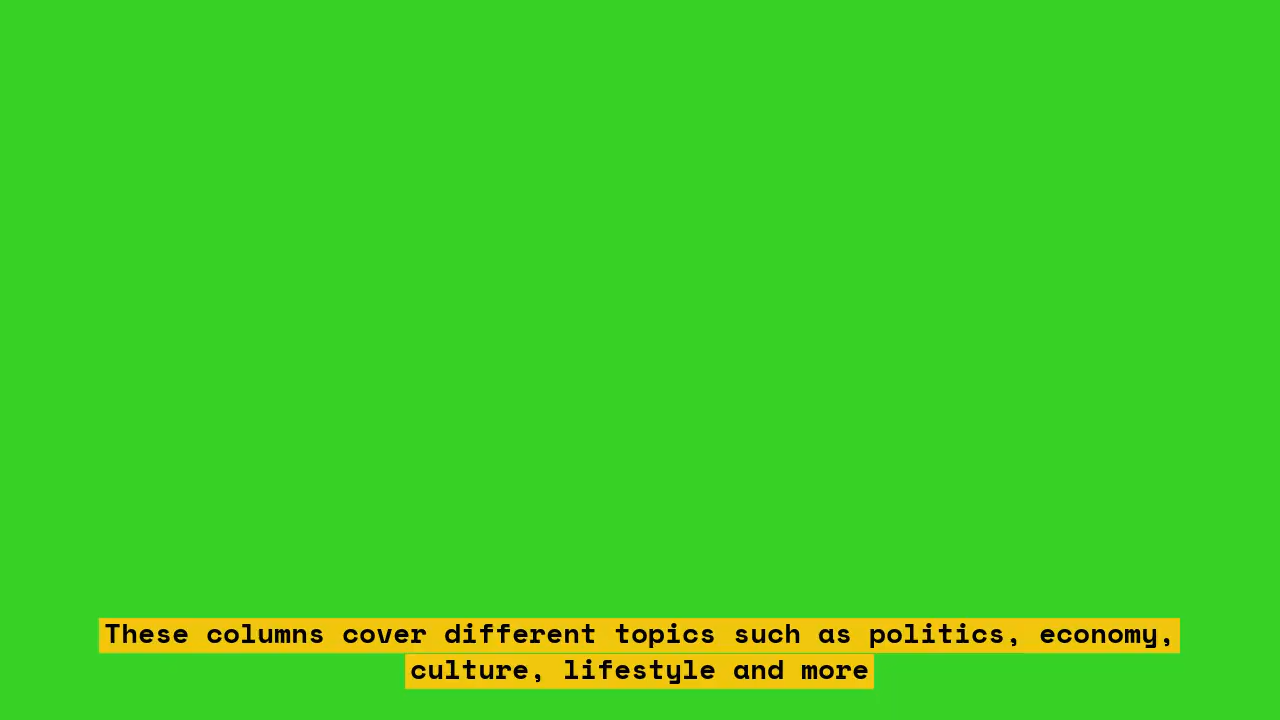 These columns cover different topics such as politics, economy,
culture, lifestyle and more